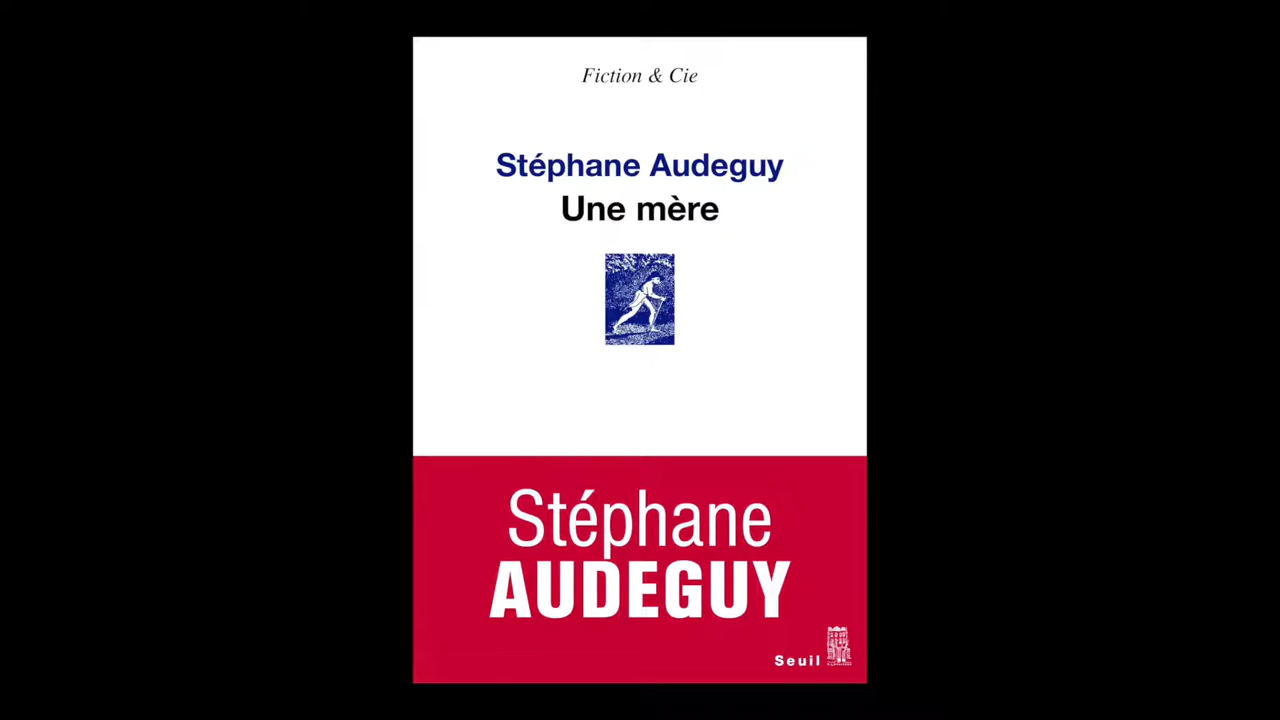 Fiction & Cie
Stéphane Audeguy
Une mère
Stéphane
AUDEGUY
Seuil